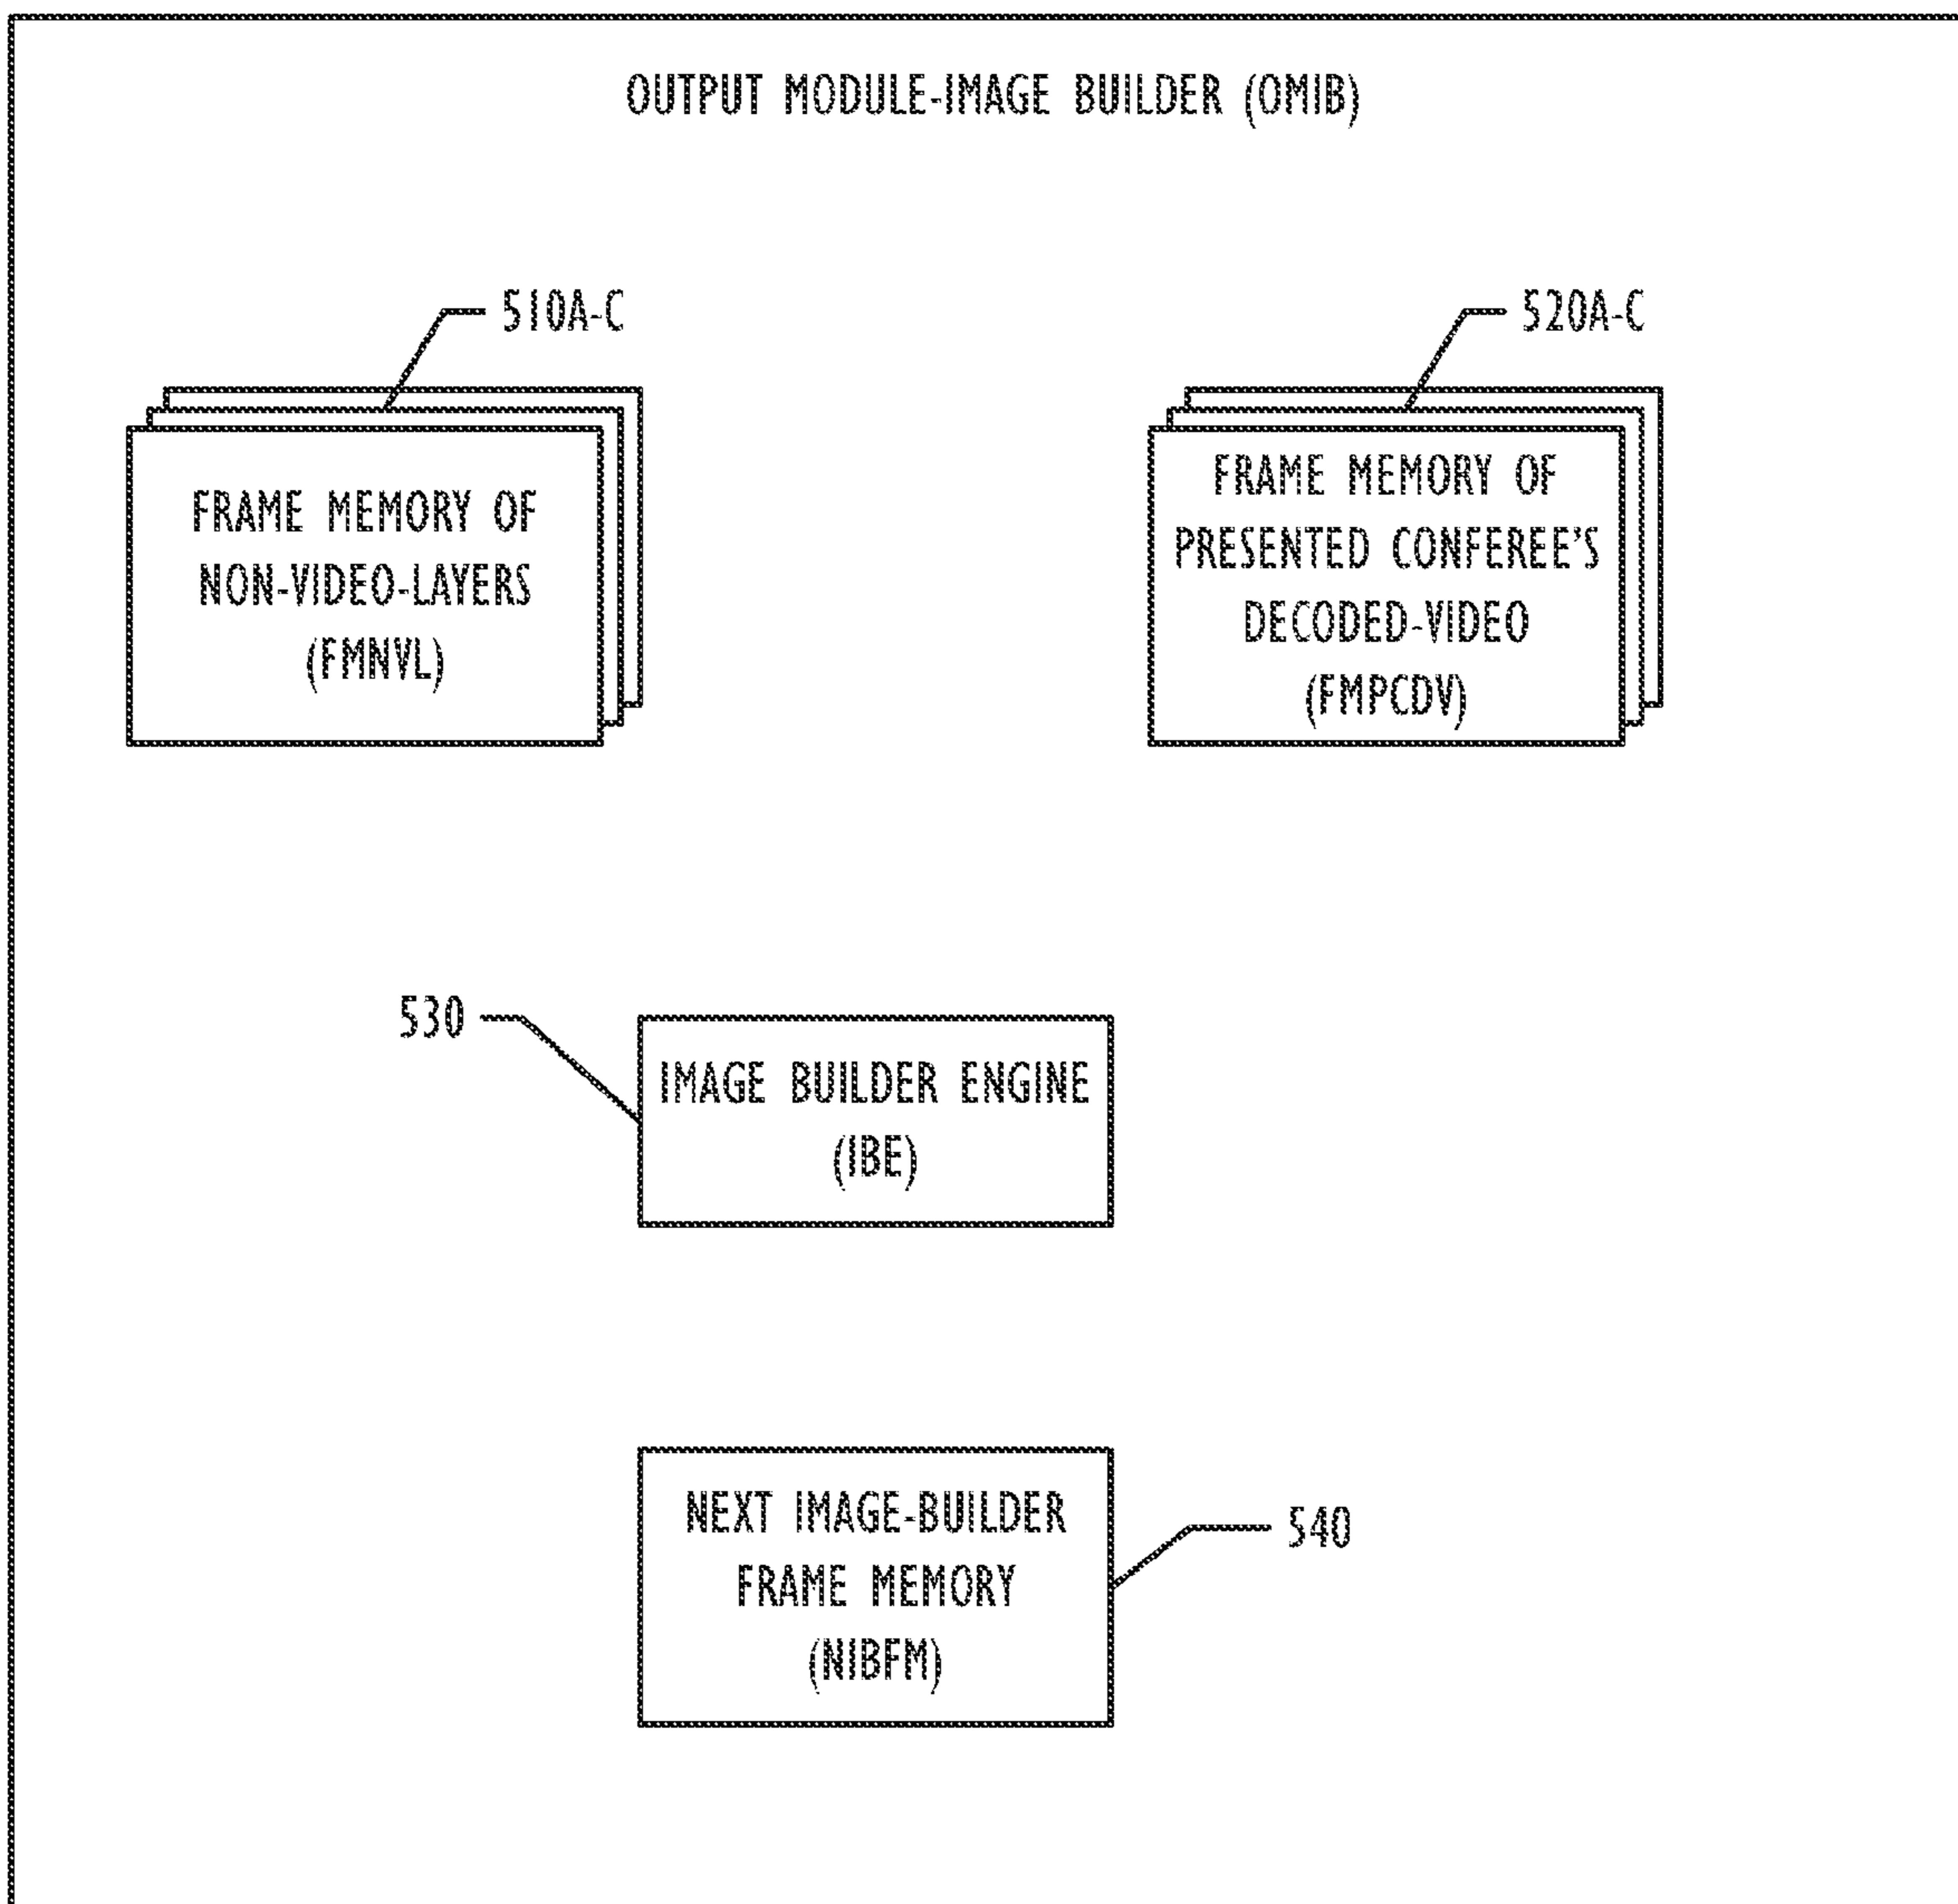 OUTPUT MODULE-IMAGE BUILDER (OMIB)
510A-C
520A-C
FRAME MEMORY OF
NON-VIDEO-LAYERS
(FMNVL)
FRAME MEMORY OF
PRESENTED CONFEREE'S
DECODED-VIDEO
(FMPCDV)
530
IMAGE BUILDER ENGINE
(IBE)
NEXT IMAGE-BUILDER
FRAME MEMORY
(NIBFM)
540